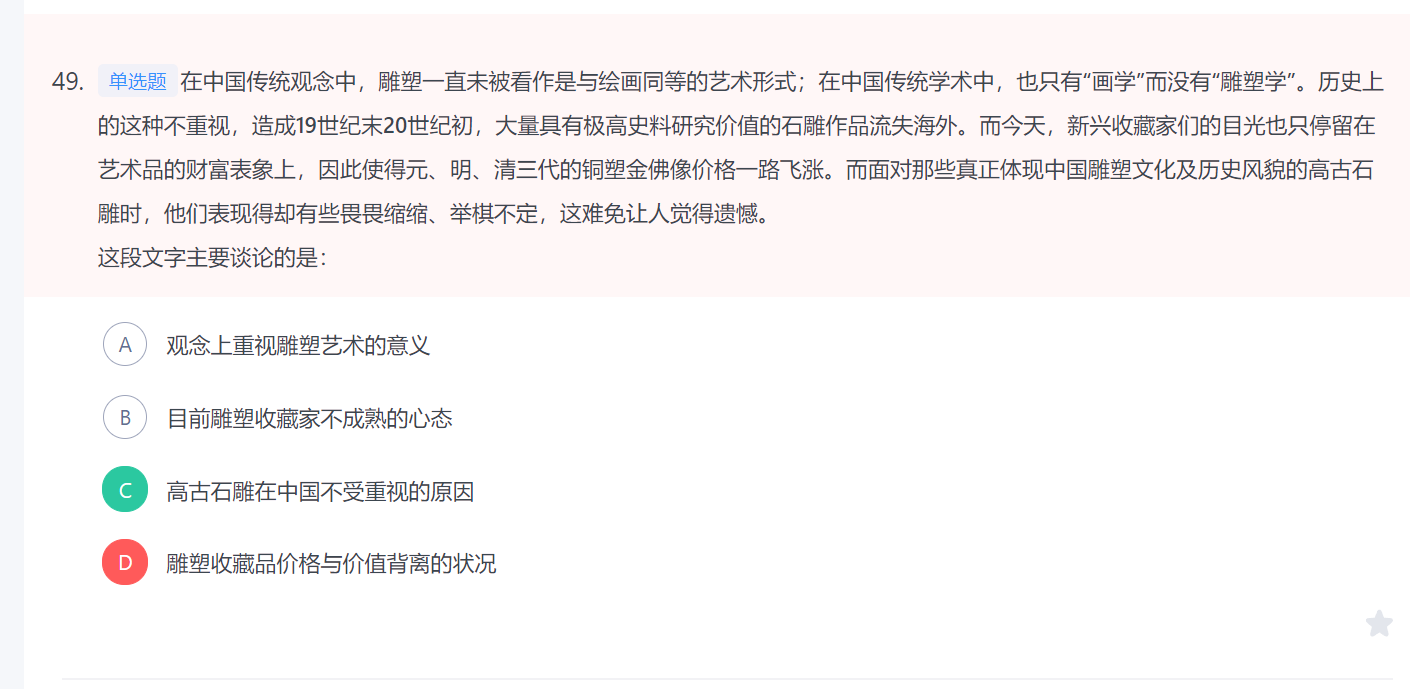 49. 单选题 在中国传统观念中，雕塑一直未被看作是与绘画同等的艺术形式；在中国传统学术中，也只有“画学”而没有“雕塑学”。历史上
的这种不重视，造成19世纪末20世纪初，大量具有极高史料研究价值的石雕作品流失海外。而今天，新兴收藏家们的目光也只停留在
艺术品的财富表象上，因此使得元、明、清三代的铜塑金佛像价格一路飞涨。而面对那些真正体现中国雕塑文化及历史风貌的高古石
雕时，他们表现得却有些畏畏缩缩、举棋不定，这难免让人觉得遗憾。
这段文字主要谈论的是：
A 观念上重视雕塑艺术的意义
B 目前雕塑收藏家不成熟的心态
C 高古石雕在中国不受重视的原因
D 雕塑收藏品价格与价值背离的状况